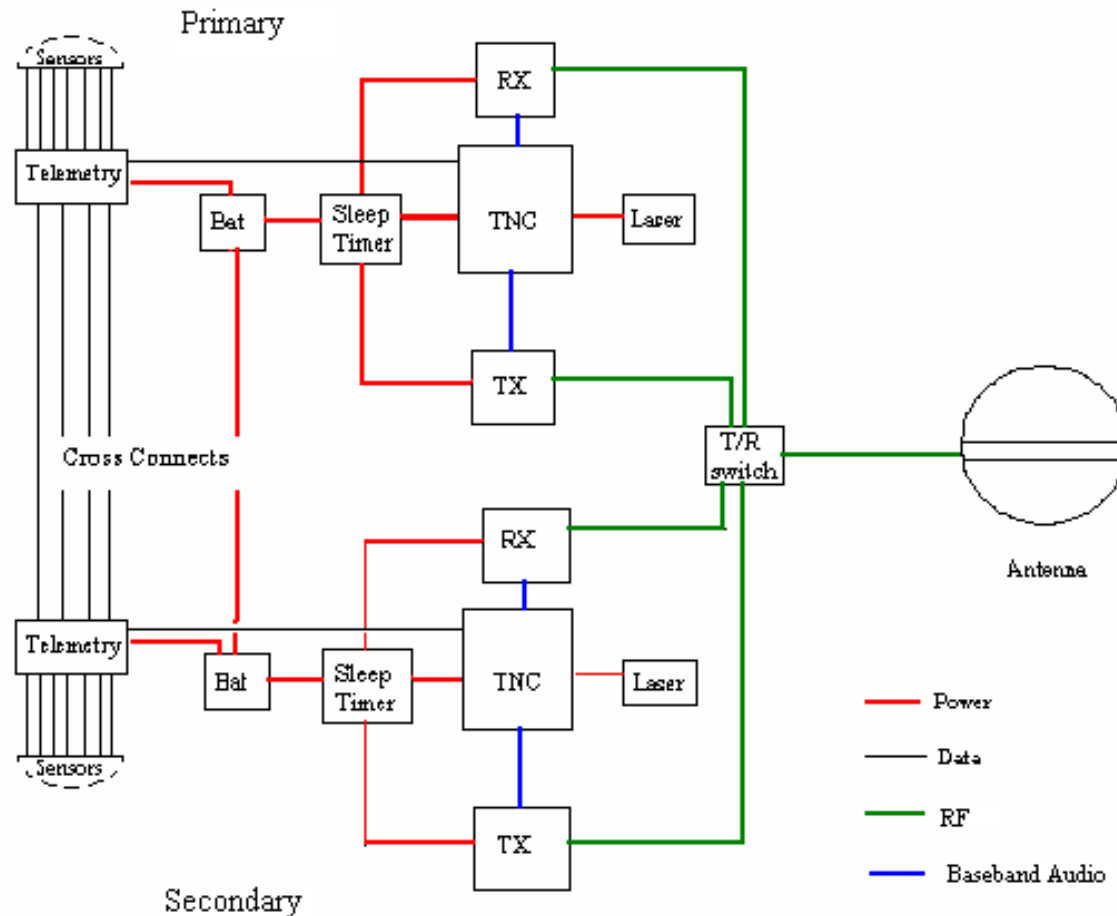 Primary
Sensors
RX
Telemetry
Bat
Sleep
Timer
TNC
Laser
TX
T/R
switch
Cross Connects
Antenna
RX
Telemetry
Bat
Sleep
Timer
TNC
Laser
Sensors
TX
Secondary
Power
Data
RF
Baseband Audio